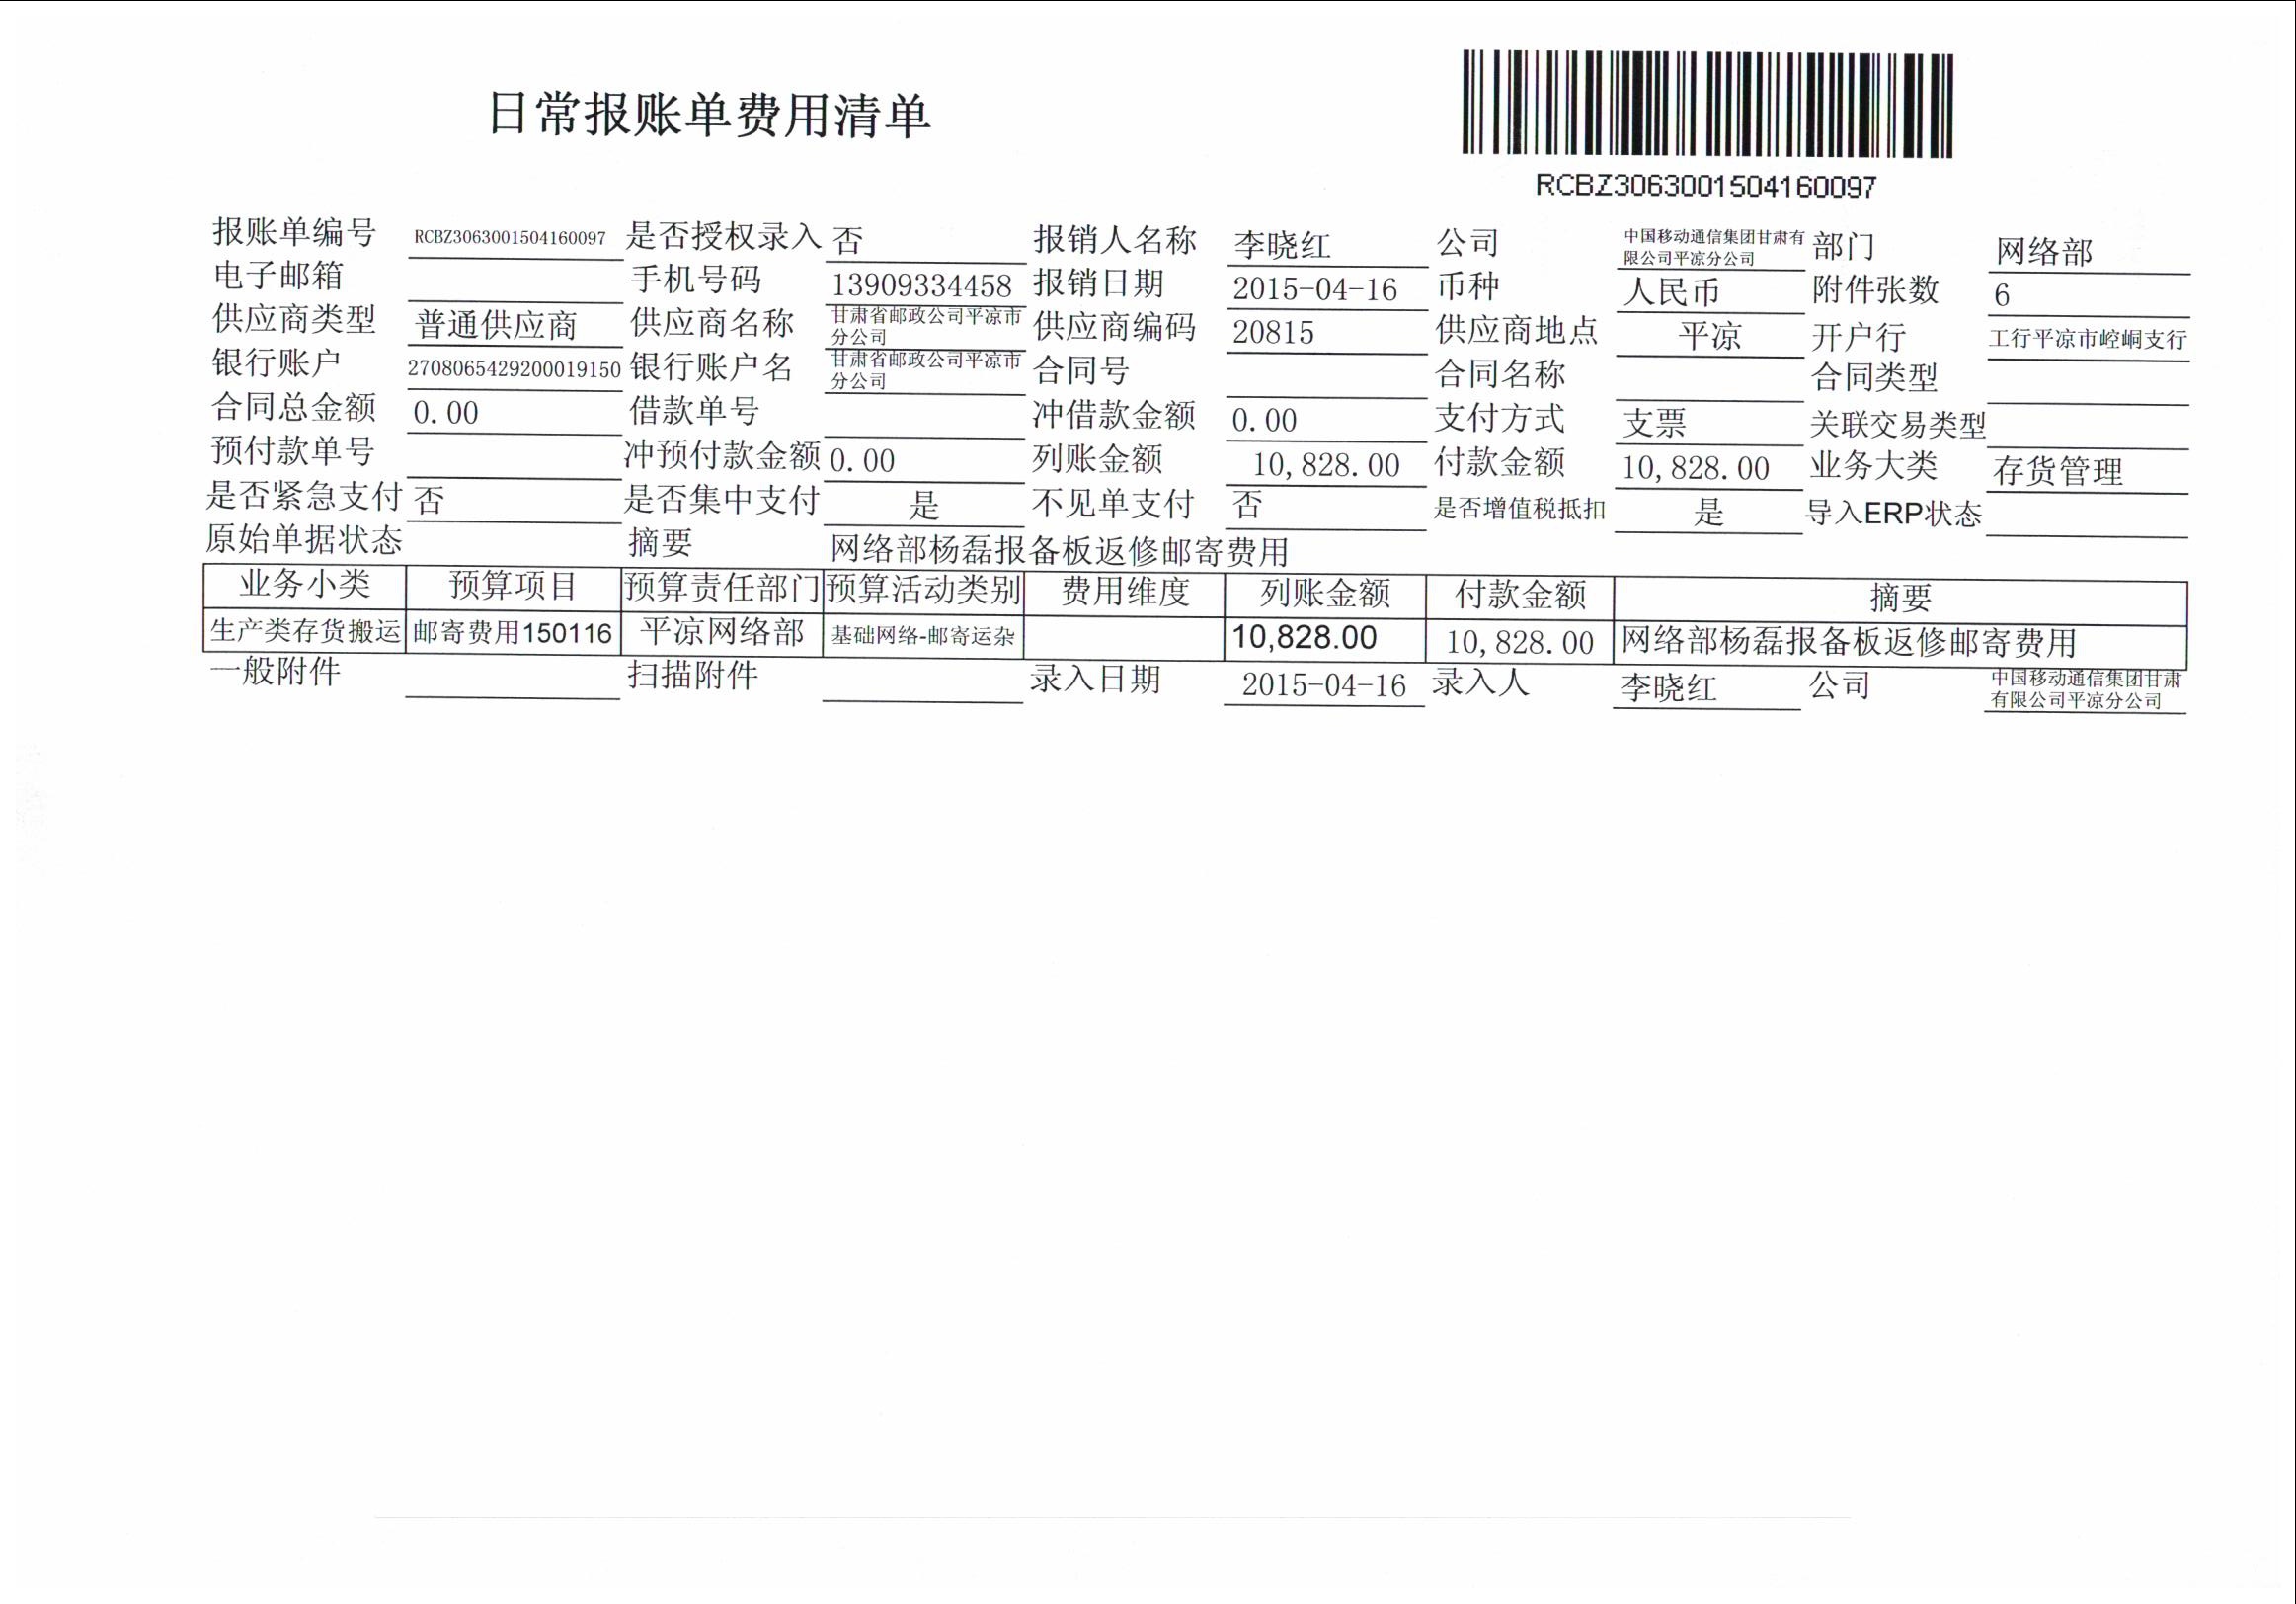 日常报账单费用清单
RCBZ3063001504160097
报账单编号 RCBZ3063001504160097 是否授权录入 否 报销人名称 李晓红 公司 中国移动通信集团甘肃有限公司平凉分公司 部门 网络部
电子邮箱 手机号码 13909334458 报销日期 2015-04-16 币种 人民币 附件张数 6
供应商类型 普通供应商 供应商名称 甘肃省邮政公司平凉市分公司 供应商编码 20815 供应商地点 平凉 开户行 工行平凉市崆峒支行
银行账户 2708065429200019150 银行账户名 甘肃省邮政公司平凉市分公司 合同号 合同名称 合同类型
合同总金额 0.00 借款单号 冲借款金额 0.00 支付方式 支票 关联交易类型
预付款单号 冲预付款金额 0.00 列账金额 10,828.00 付款金额 10,828.00 业务大类 存货管理
是否紧急支付 否 是否集中支付 是 不见单支付 否 是否增值税抵扣 是 导入ERP状态
原始单据状态 摘要 网络部杨磊报备板返修邮寄费用
业务小类 预算项目 预算责任部门 预算活动类别 费用维度 列账金额 付款金额 摘要
生产类存货搬运 邮寄费用150116 平凉网络部 基础网络-邮寄运杂 10,828.00 10,828.00 网络部杨磊报备板返修邮寄费用
一般附件 扫描附件 录入日期 2015-04-16 录入人 李晓红 公司 中国移动通信集团甘肃有限公司平凉分公司